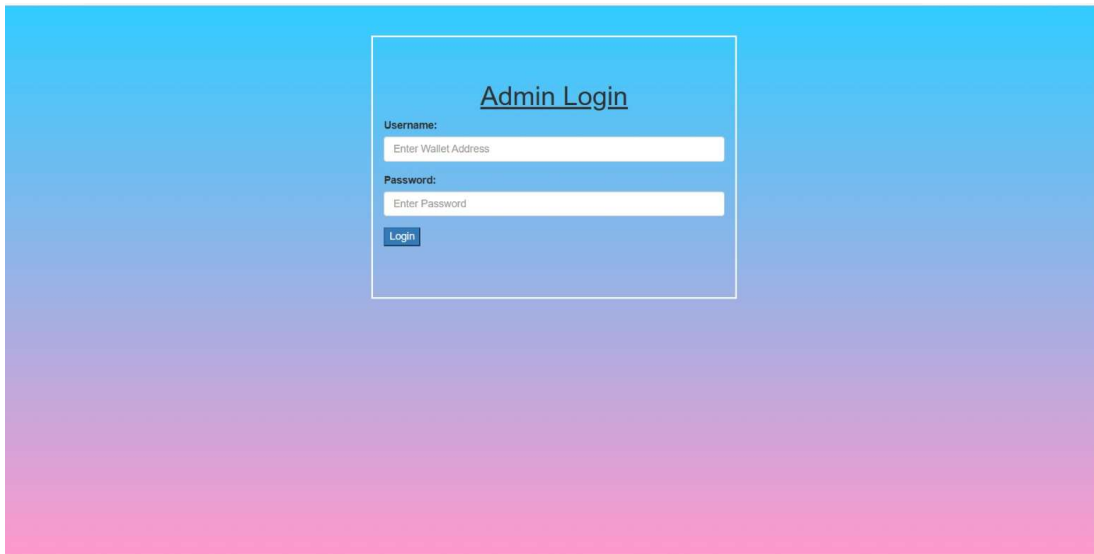 Admin Login
Username:
Enter Wallet Address
Password:
Enter Password
Login